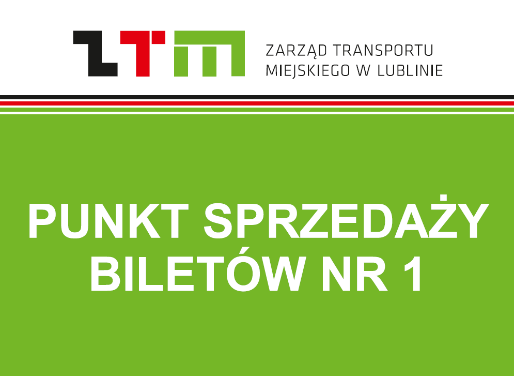 ZTM ZARZĄD TRANSPORTU
MIEJSKIEGO W LUBLINIE
PUNKT SPRZEDAŻY
BILETÓW NR 1